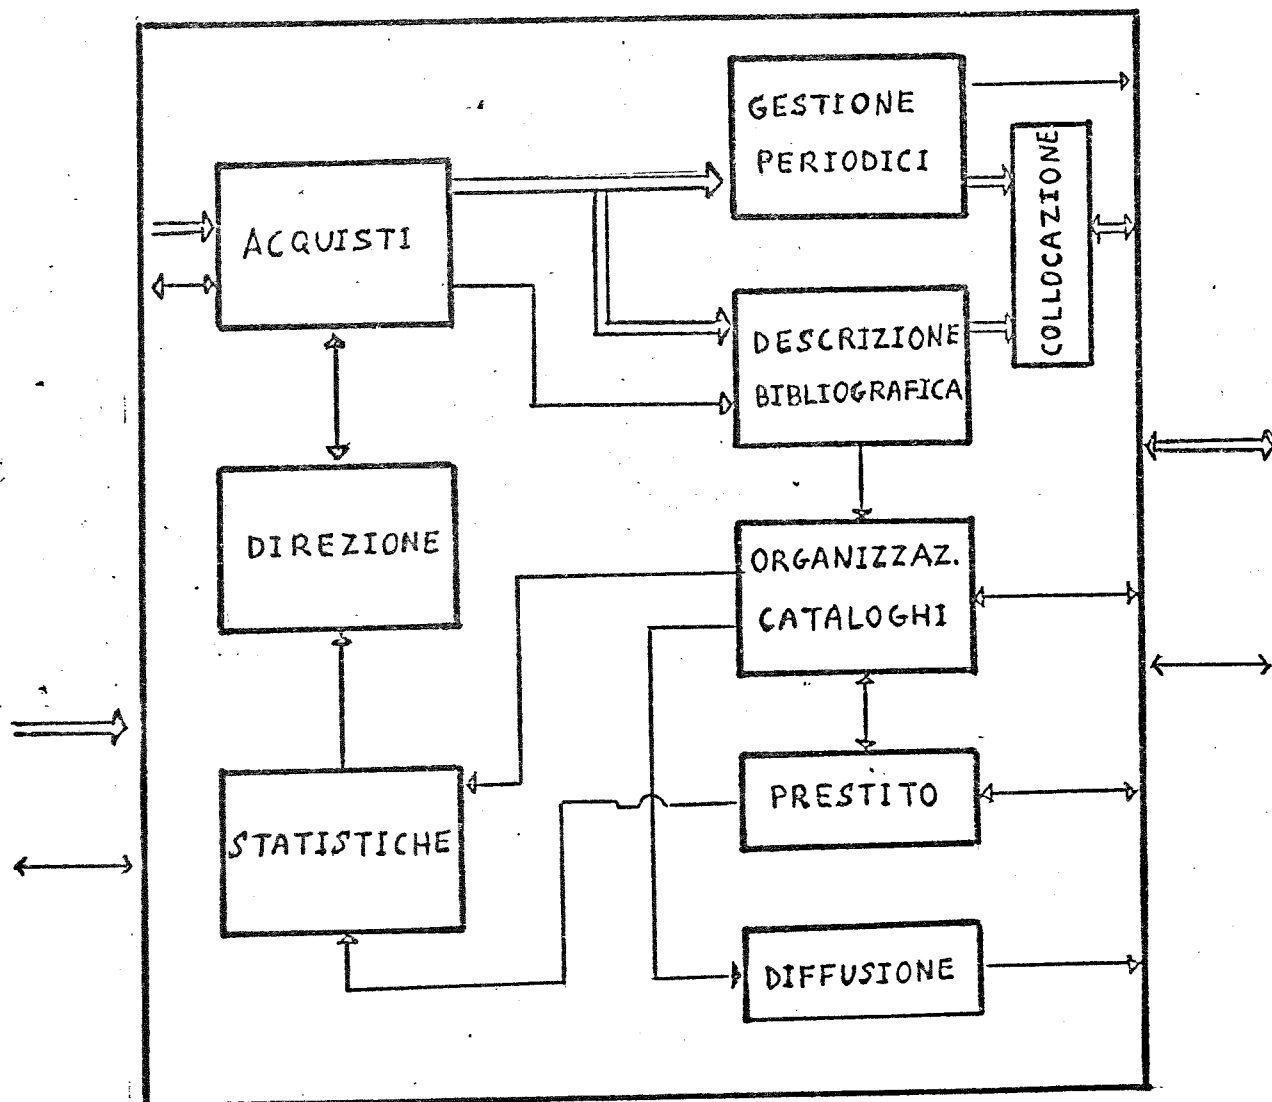 GESTIONE
PERIODICI
COLLOCAZIONE
ACQUISTI
DESCRIZIONE
BIBLIOGRAFICA
DIREZIONE
ORGANIZZAZ.
CATALOGHI
STATISTICHE
PRESTITO
DIFFUSIONE